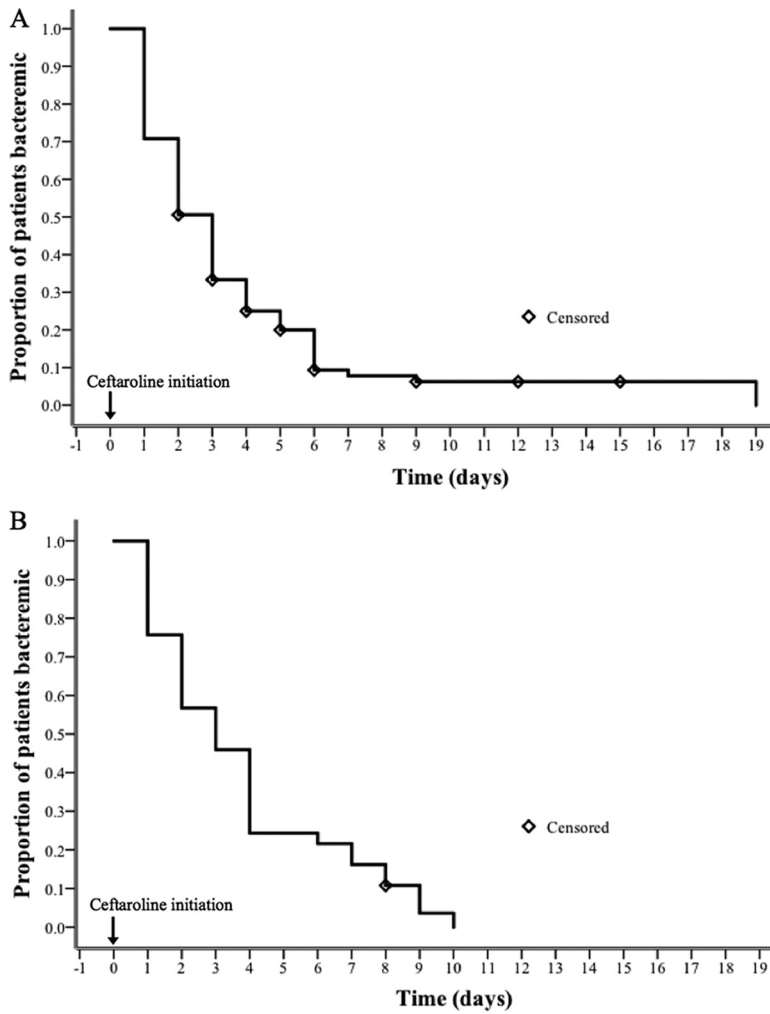 A
Proportion of patients bacteremic
1.0
0.9
0.8
0.7
0.6
0.5
0.4
0.3
0.2
0.1
0.0
Censored
Ceftaroline initiation
-1 0 1 2 3 4 5 6 7 8 9 10 11 12 13 14 15 16 17 18 19
Time (days)
B
Proportion of patients bacteremic
1.0
0.9
0.8
0.7
0.6
0.5
0.4
0.3
0.2
0.1
0.0
Censored
Ceftaroline initiation
-1 0 1 2 3 4 5 6 7 8 9 10 11 12 13 14 15 16 17 18 19
Time (days)